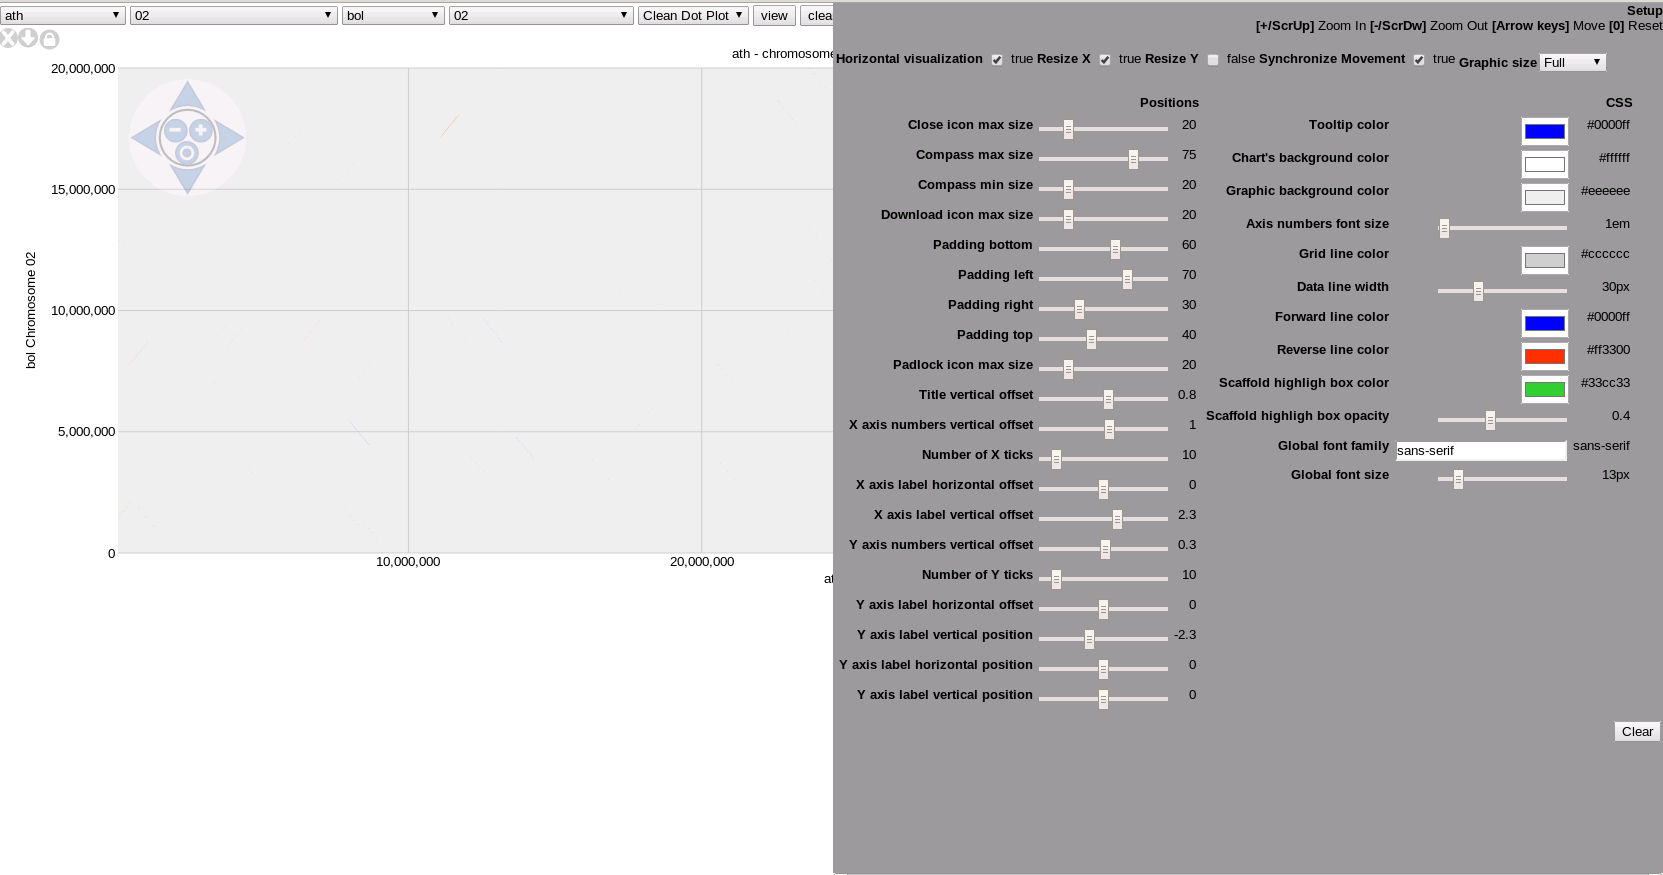 ath 02 bol 02 Clean Dot Plot view clea
Setup
[+/ScrUp] Zoom In [-/ScrDw] Zoom Out [Arrow keys] Move [0] Reset
Horizontal visualization true Resize X true Resize Y false Synchronize Movement true Graphic size Full
ath - chromosome
20,000,000
15,000,000
10,000,000
5,000,000
0
bol Chromosome 02
10,000,000 20,000,000
at
Positions
Close icon max size 20
Compass max size 75
Compass min size 20
Download icon max size 20
Padding bottom 60
Padding left 70
Padding right 30
Padding top 40
Padlock icon max size 20
Title vertical offset 0.8
X axis numbers vertical offset 1
Number of X ticks 10
X axis label horizontal offset 0
X axis label vertical offset 2.3
Y axis numbers vertical offset 0.3
Number of Y ticks 10
Y axis label horizontal offset 0
Y axis label vertical position -2.3
Y axis label horizontal position 0
Y axis label vertical position 0
CSS
Tooltip color #0000ff
Chart's background color #ffffff
Graphic background color #eeeeee
Axis numbers font size 1em
Grid line color #cccccc
Data line width 30px
Forward line color #0000ff
Reverse line color #ff3300
Scaffold highligh box color #33cc33
Scaffold highligh box opacity 0.4
Global font family sans-serif sans-serif
Global font size 13px
Clear